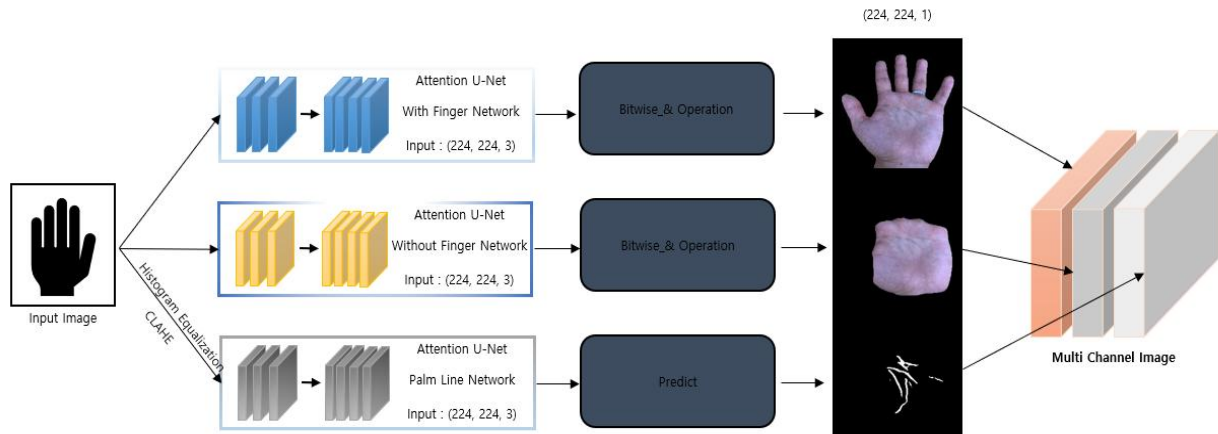 (224, 224, 1)
Attention U-Net
With Finger Network
Input : (224, 224, 3)
Bitwise_& Operation
Attention U-Net
Without Finger Network
Input : (224, 224, 3)
Bitwise_& Operation
Input Image
Histogram Equalization
CLAHE
Attention U-Net
Palm Line Network
Input : (224, 224, 3)
Predict
Multi Channel Image